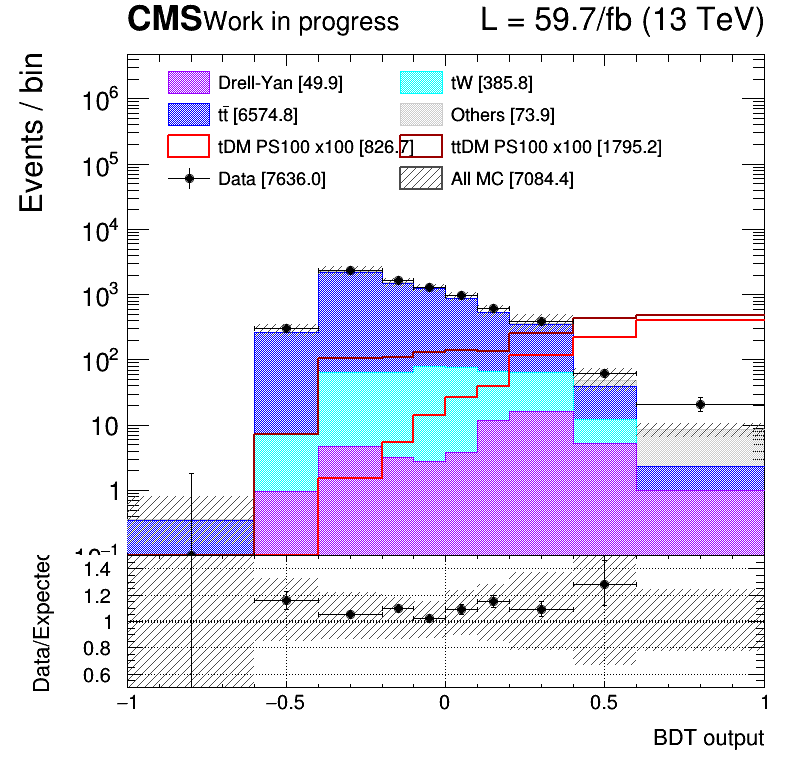 CMS Work in progress L = 59.7/fb (13 TeV)
Events / bin
Drell-Yan [49.9] tW [385.8]
tt̄ [6574.8] Others [73.9]
tDM PS100 x100 [826.7] ttDM PS100 x100 [1795.2]
Data [7636.0] All MC [7084.4]
10⁶
10⁵
10⁴
10³
10²
10
1
10⁻¹
Data/Expected
1.4
1.2
1
0.8
0.6
−1 −0.5 0 0.5 1
BDT output